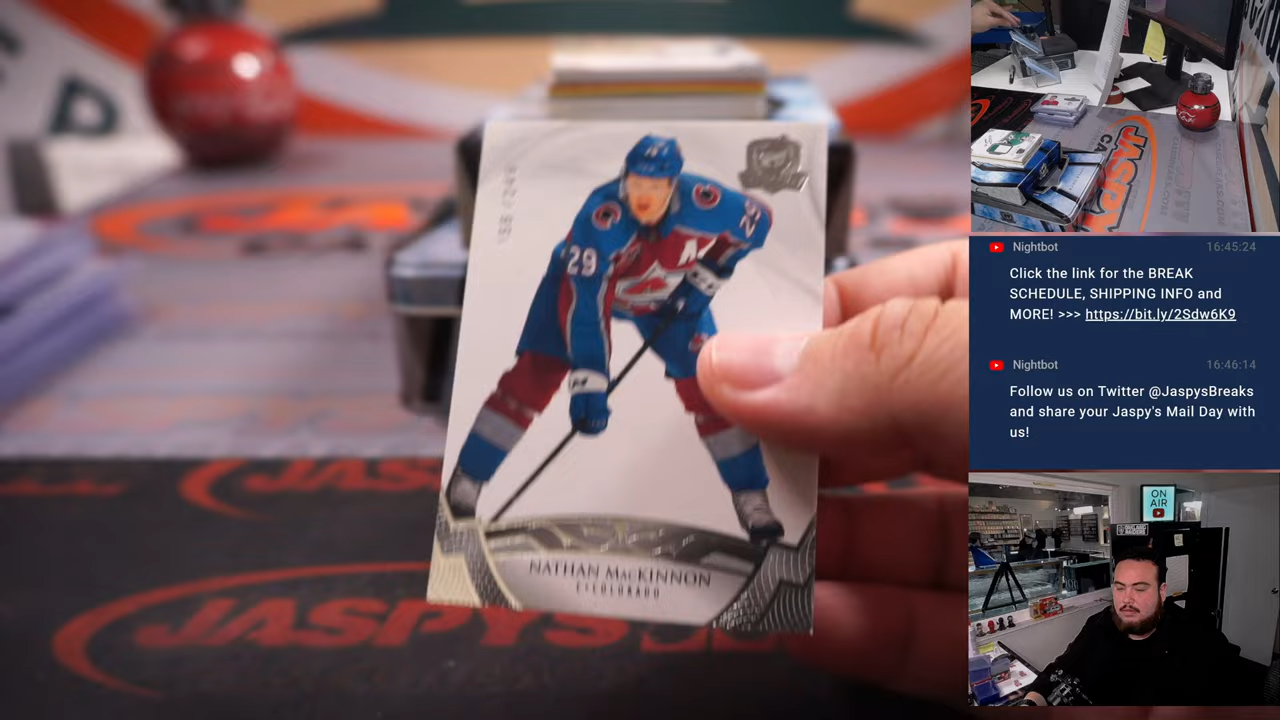 29
A
NATHAN MACKINNON
C | COLORADO
JASPYS
Nightbot 16:45:24
Click the link for the BREAK
SCHEDULE, SHIPPING INFO and
MORE! >>> https://bit.ly/2Sdw6K9
Nightbot 16:46:14
Follow us on Twitter @JaspysBreaks
and share your Jaspy's Mail Day with
us!
ON
AIR